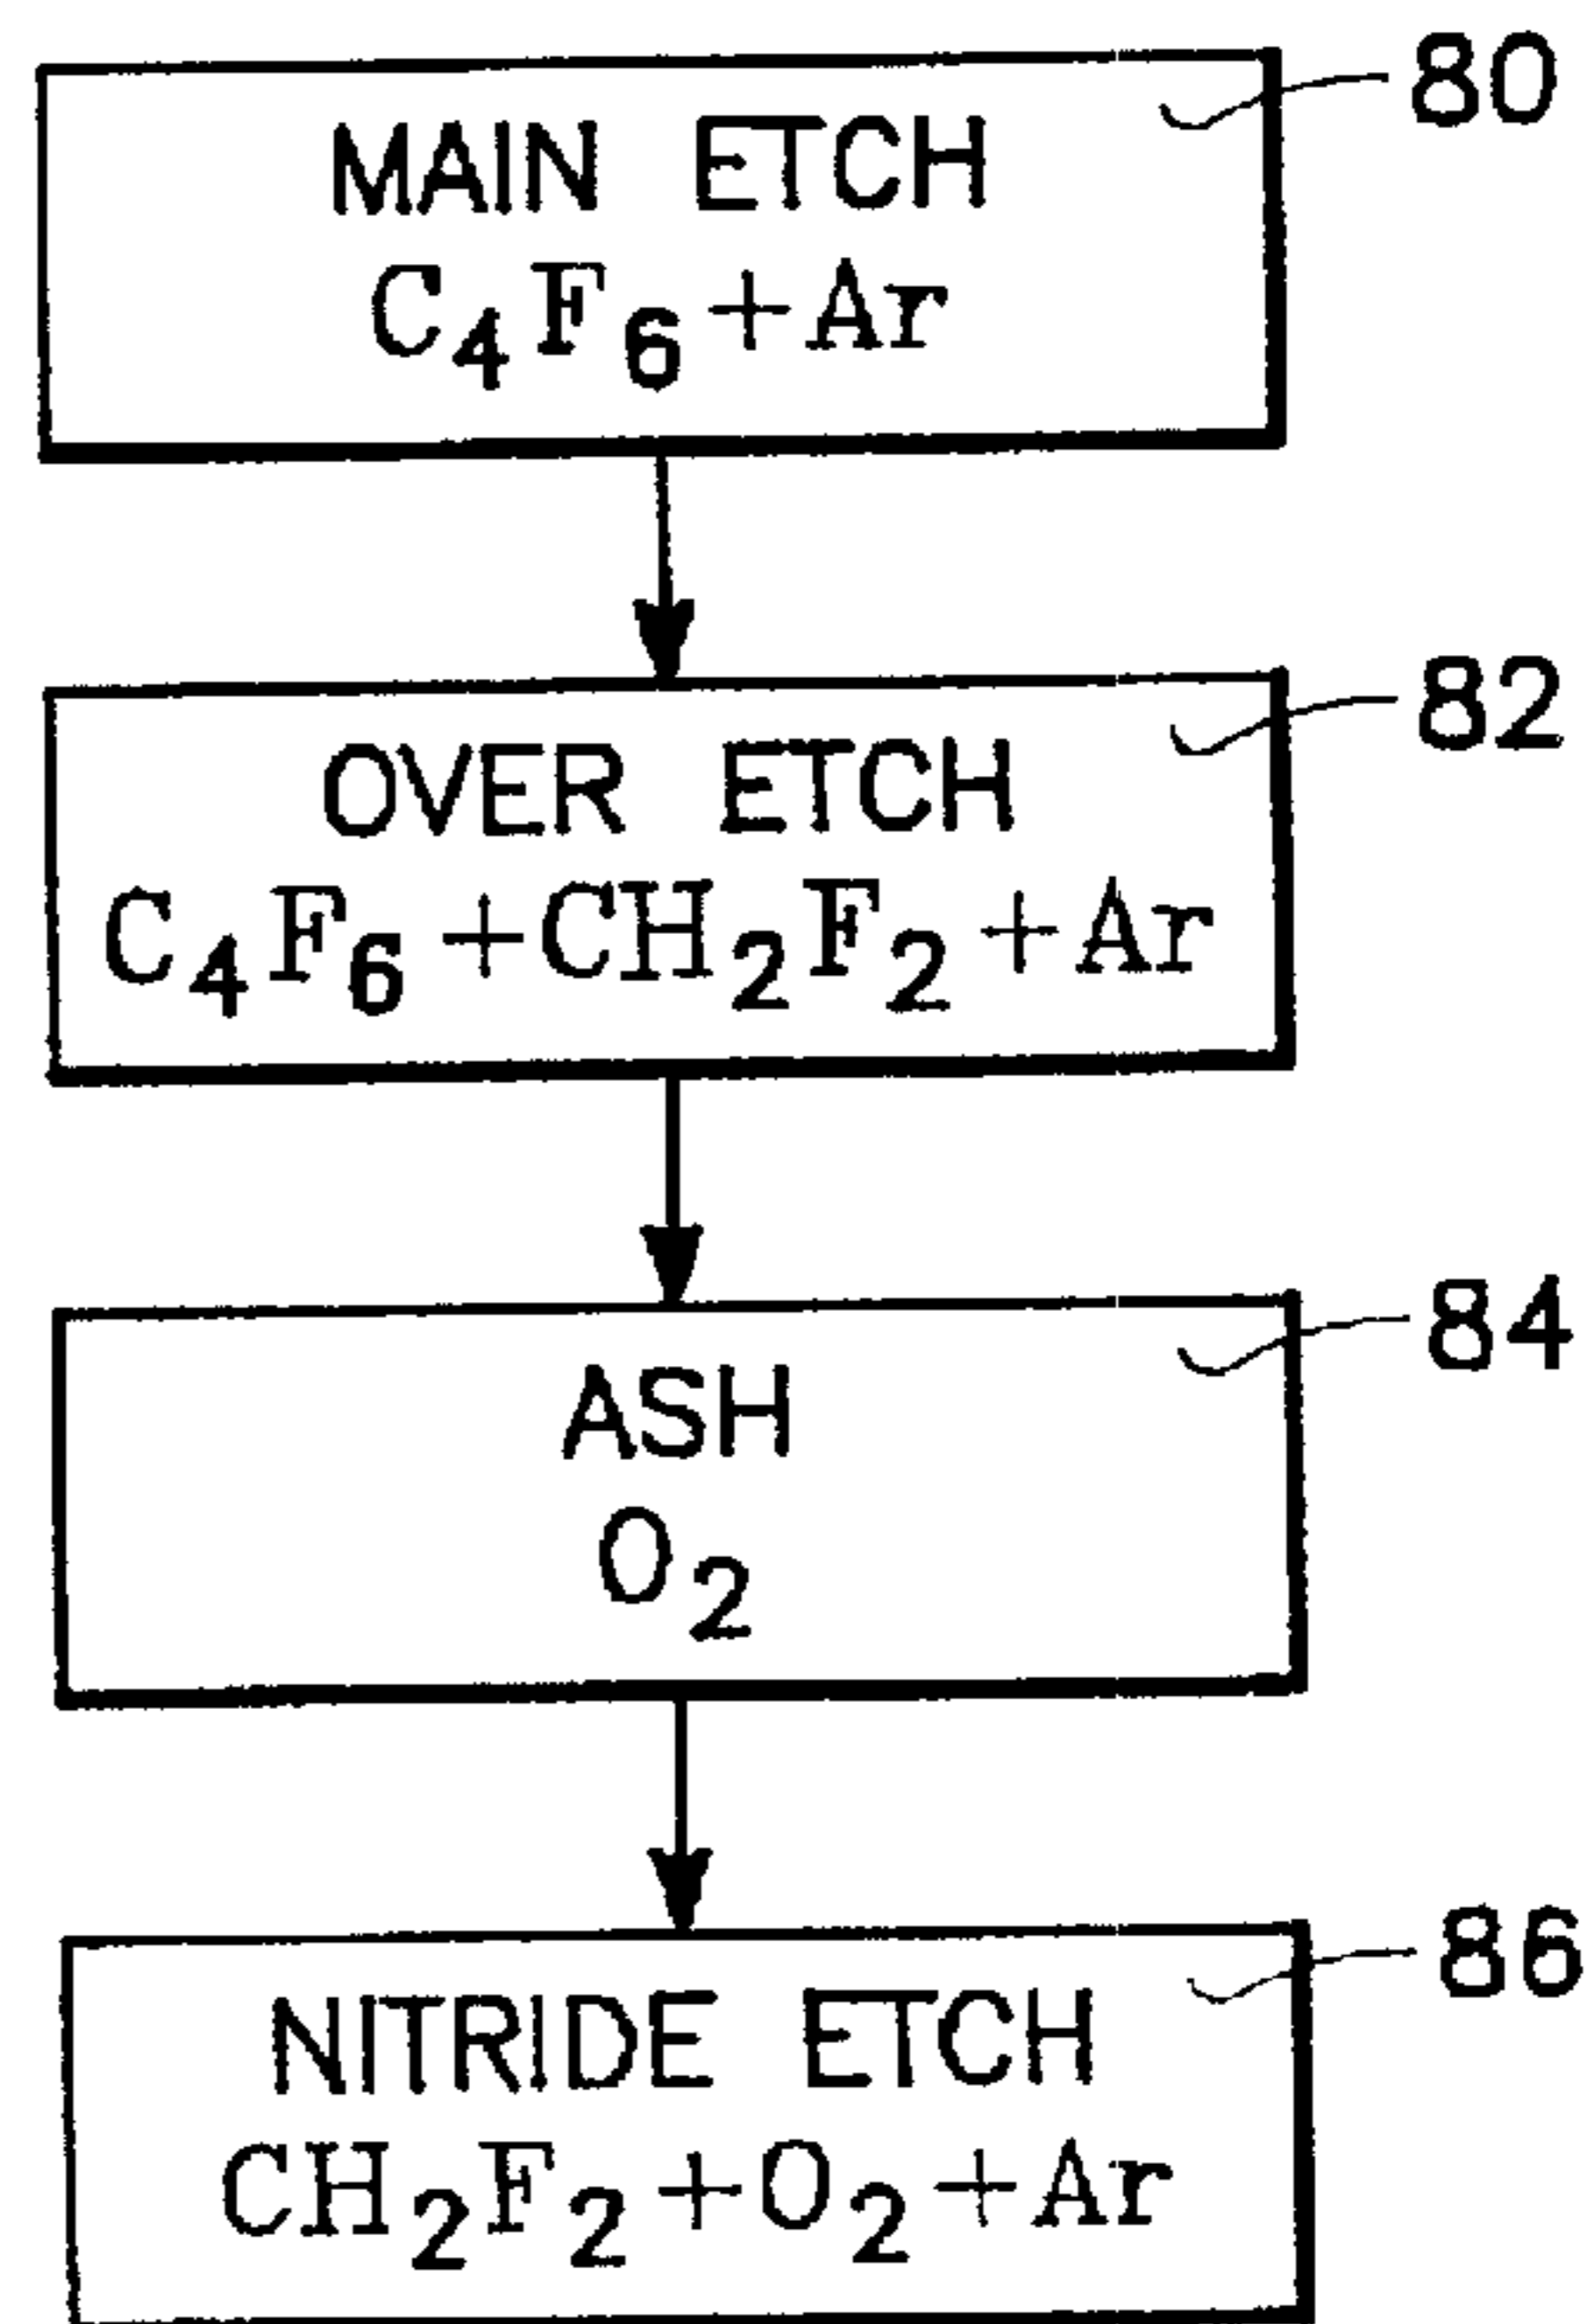 80
MAIN ETCH
C₄F₆+Ar
82
OVER ETCH
C₄F₆+CH₂F₂+Ar
84
ASH
O₂
86
NITRIDE ETCH
CH₂F₂+O₂+Ar